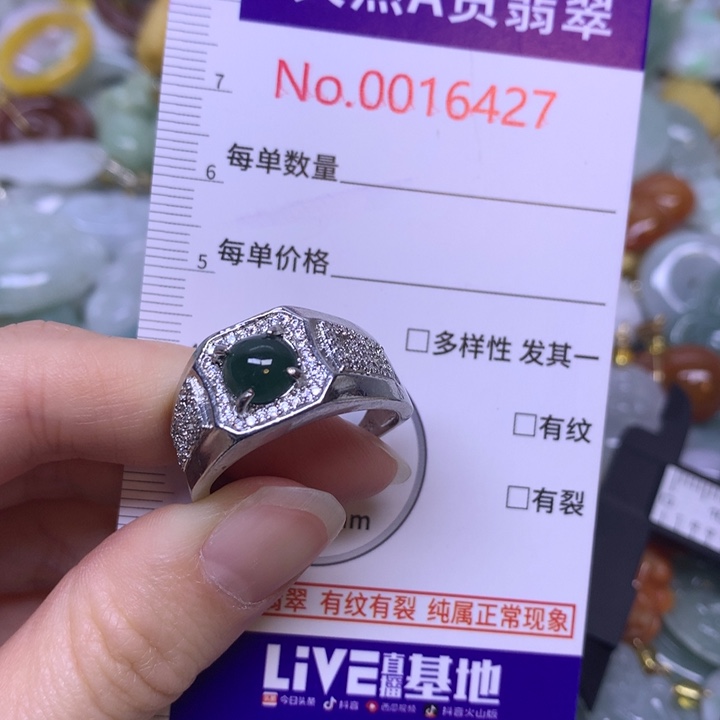 天然A货翡翠
No.0016427
7
每单数量
6
每单价格
5
□多样性 发其一
□有纹
□有裂
翡翠 有纹有裂 纯属正常现象
LiVE直播基地
今日头条 抖音 西瓜视频 抖音火山版